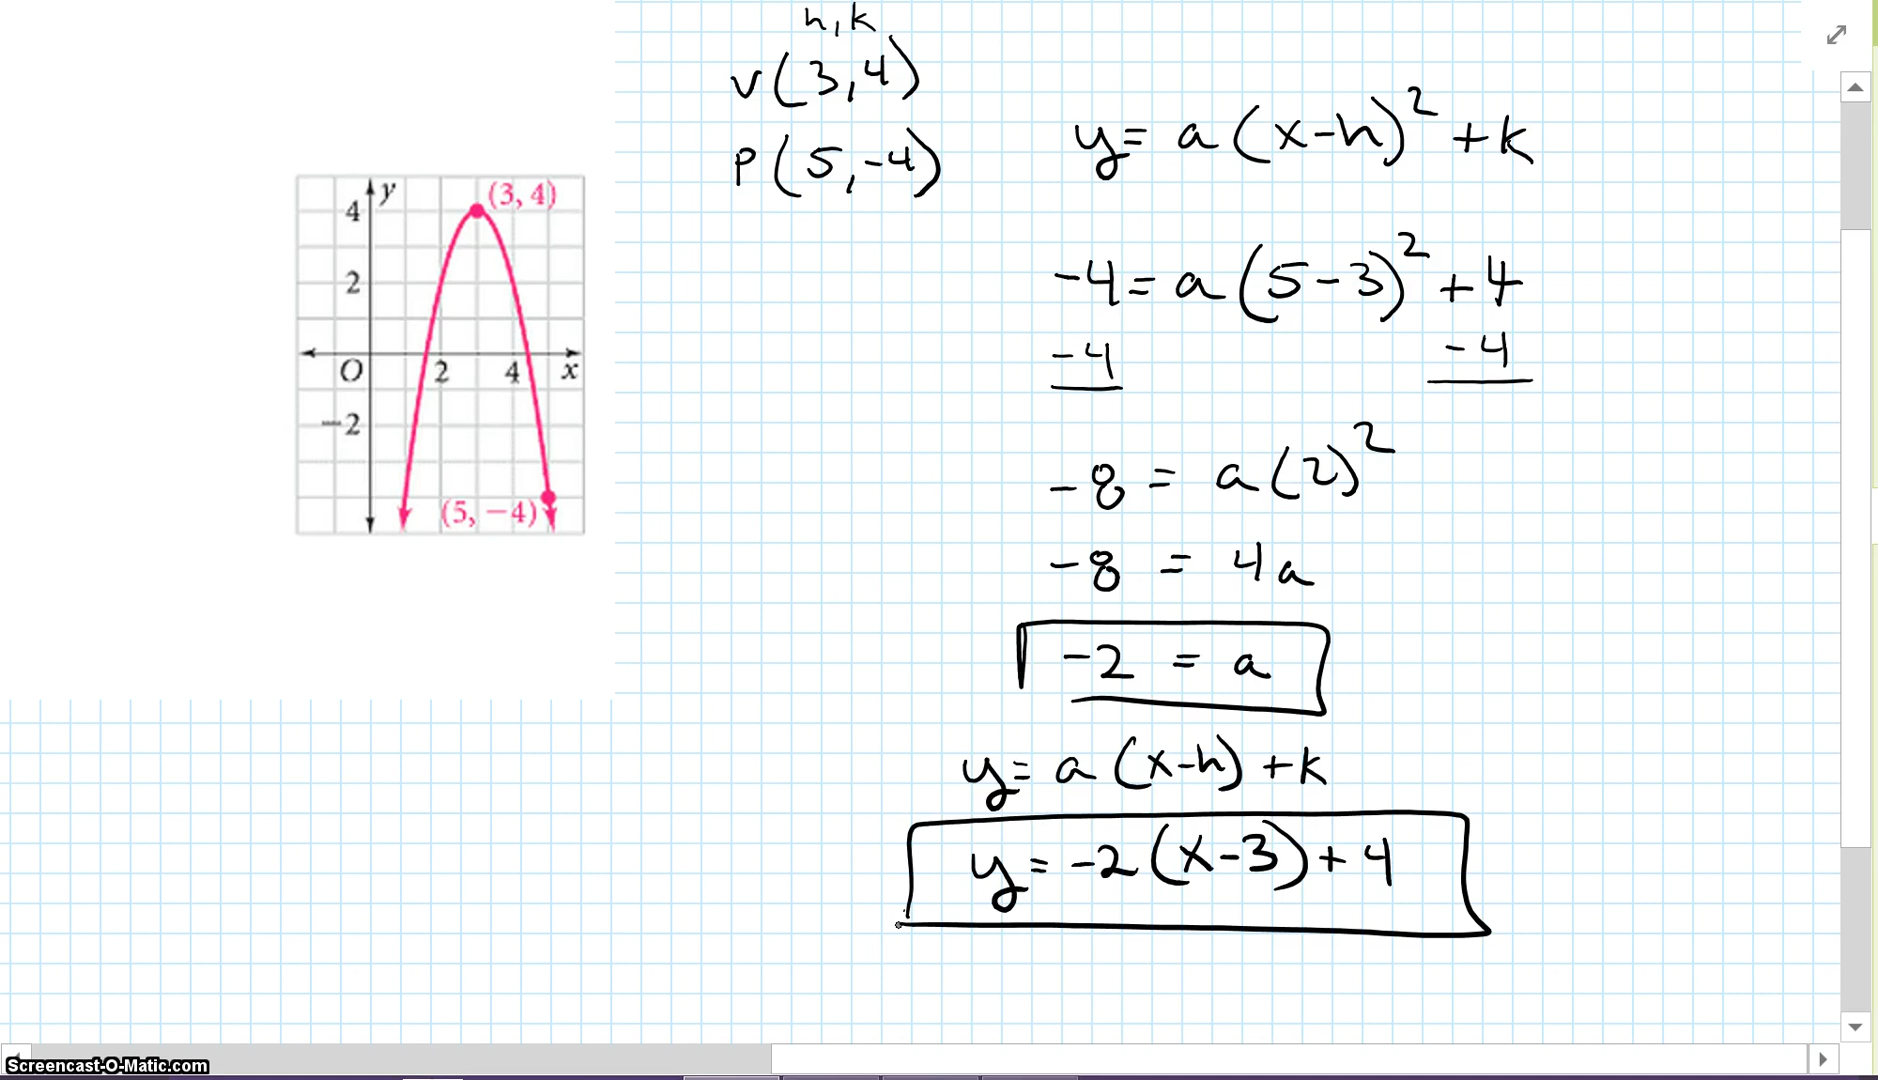 h, k
v(3,4)
P(5,-4)
y= a(x-h)² +k
-4= a(5-3)² +4
-4 -4
-8 = a(2)²
-8 = 4a
-2 = a
y= a(x-h) +k
y= -2(x-3)+4
y
(3, 4)
4
2
O 2 4 x
−2
(5, −4)
Screencast-O-Matic.com